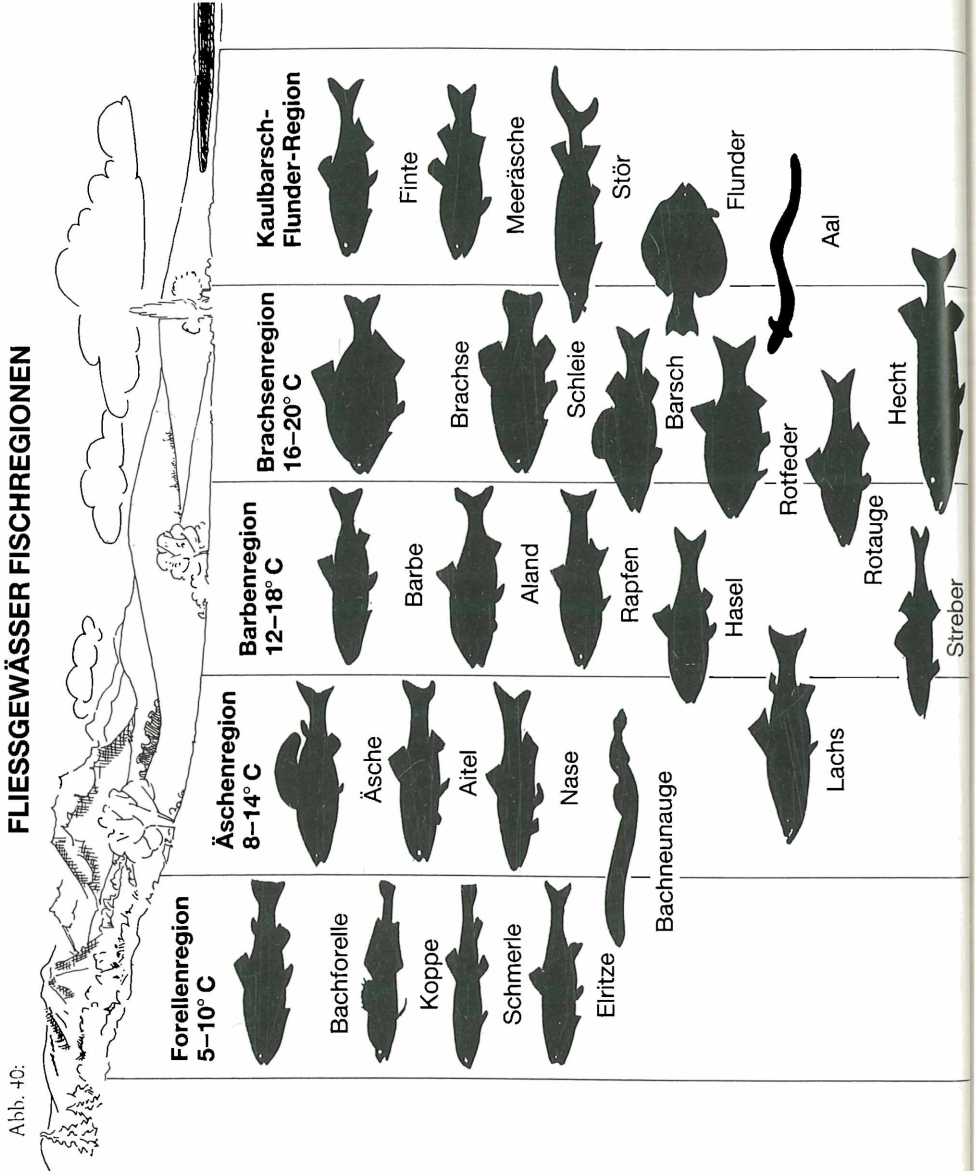 Abb. 40:
FLIESSGEWÄSSER FISCHREGIONEN
Forellenregion
5–10° C
Bachforelle
Koppe
Schmerle
Elritze
Bachneunauge
Äschenregion
8–14° C
Äsche
Aitel
Nase
Lachs
Barbenregion
12–18° C
Barbe
Aland
Rapfen
Hasel
Streber
Brachsenregion
16–20° C
Brachse
Schleie
Barsch
Rotfeder
Rotauge
Hecht
Kaulbarsch-
Flunder-Region
Finte
Meeräsche
Stör
Flunder
Aal